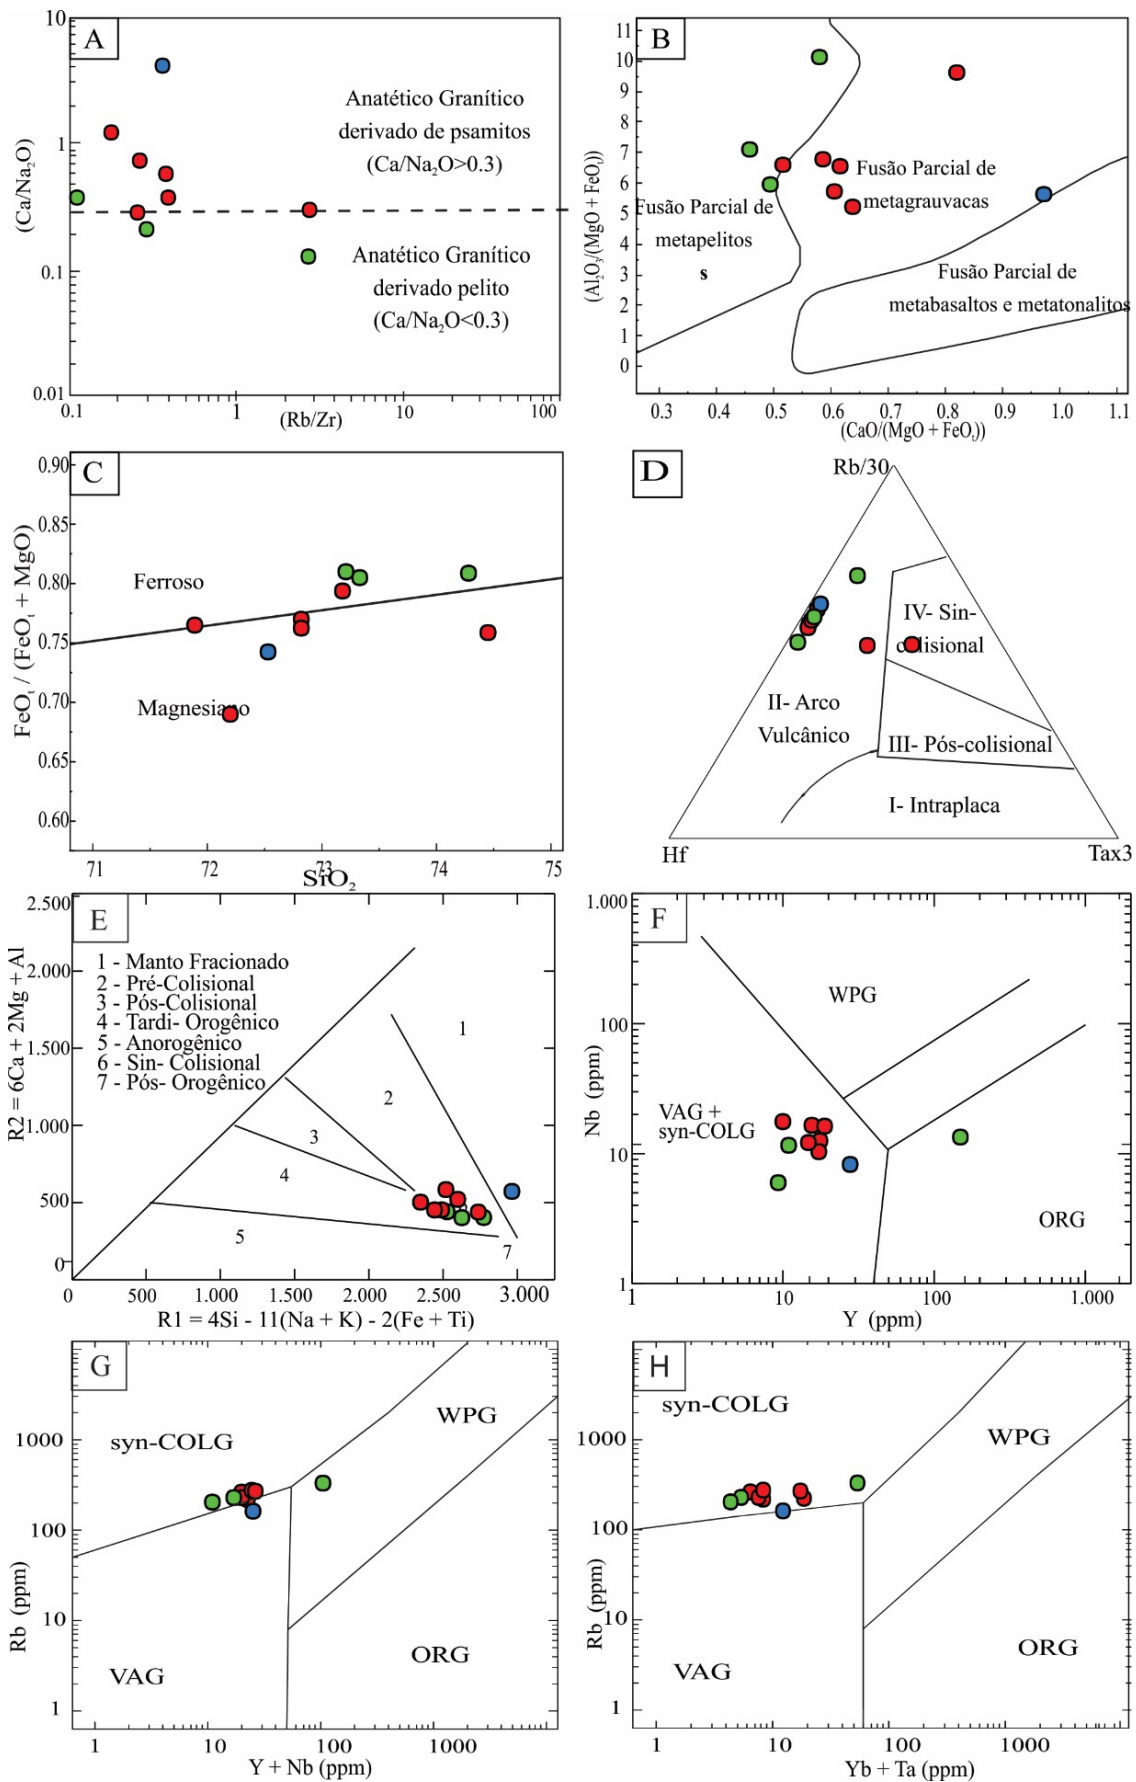 A
10
1
0.1
0.01
(Ca/Na₂O)
Anatético Granítico
derivado de psamitos
(Ca/Na₂O>0.3)
Anatético Granítico
derivado pelito
(Ca/Na₂O<0.3)
0.1
1
10
100
(Rb/Zr)
B
11
10
9
8
7
6
5
4
3
2
1
0
(Al₂O₃/(MgO + FeOₜ))
Fusão Parcial de
metapelitos
s
Fusão Parcial de
metagrauvacas
Fusão Parcial de
metabasaltos e metatonalitos
0.3
0.4
0.5
0.6
0.7
0.8
0.9
1.0
1.1
(CaO/(MgO + FeOₜ))
C
0.90
0.85
0.80
0.75
0.70
0.65
0.60
FeOₜ / (FeOₜ + MgO)
Ferroso
Magnesiano
71
72
73
74
75
SiO₂
D
Rb/30
IV- Sin-
colisional
II- Arco
Vulcânico
III- Pós-colisional
I- Intraplaca
Hf
Tax3
E
2.500
2.000
1.500
1.000
500
0
R2 = 6Ca + 2Mg + Al
1 - Manto Fracionado
2 - Pré-Colisional
3 - Pós-Colisional
4 - Tardi- Orogênico
5 - Anorogênico
6 - Sin- Colisional
7 - Pós- Orogênico
1
2
3
4
5
7
0
500
1.000
1.500
2.000
2.500
3.000
R1 = 4Si - 11(Na + K) - 2(Fe + Ti)
F
1.000
100
10
1
Nb (ppm)
WPG
VAG +
syn-COLG
ORG
1
10
100
1.000
Y (ppm)
G
1000
100
10
1
Rb (ppm)
syn-COLG
WPG
VAG
ORG
1
10
100
1000
Y + Nb (ppm)
H
1000
100
10
1
Rb (ppm)
syn-COLG
WPG
VAG
ORG
1
10
100
1000
Yb + Ta (ppm)